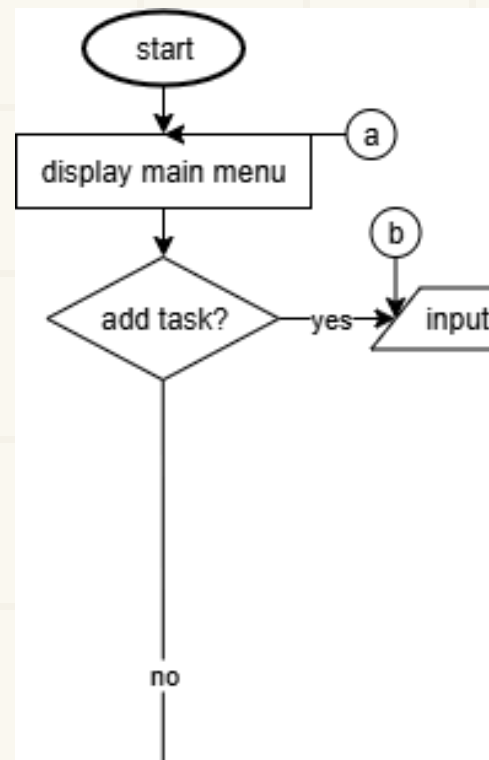 start
a
display main menu
b
add task?
yes
input
no